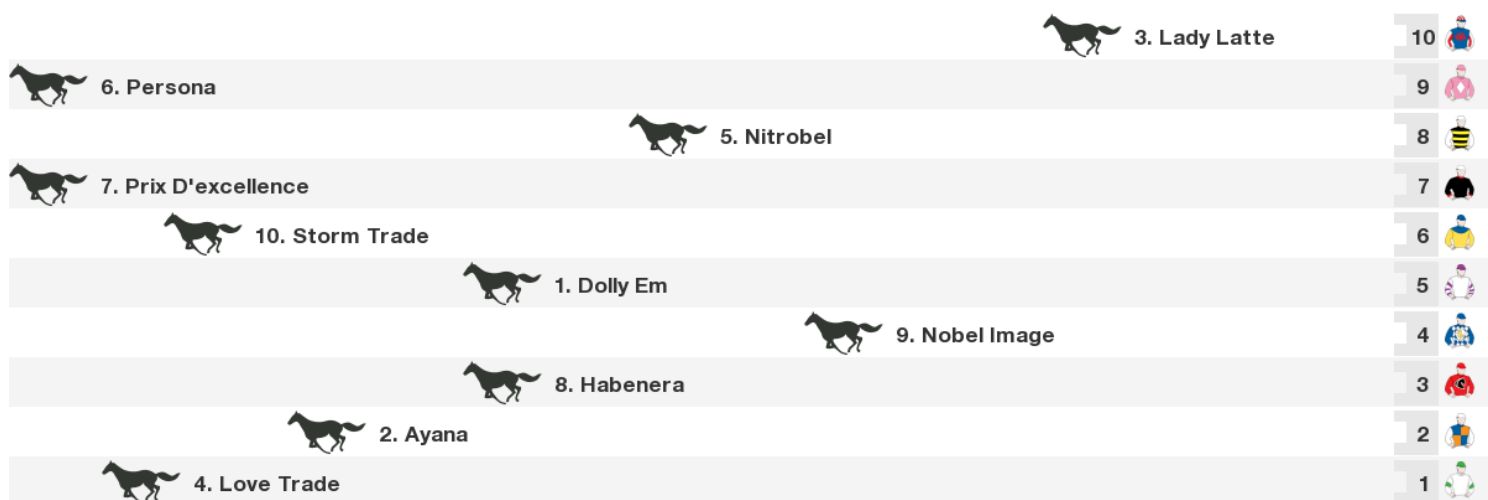 3. Lady Latte 10
6. Persona 9
5. Nitrobel 8
7. Prix D'excellence 7
10. Storm Trade 6
1. Dolly Em 5
9. Nobel Image 4
8. Habenera 3
2. Ayana 2
4. Love Trade 1